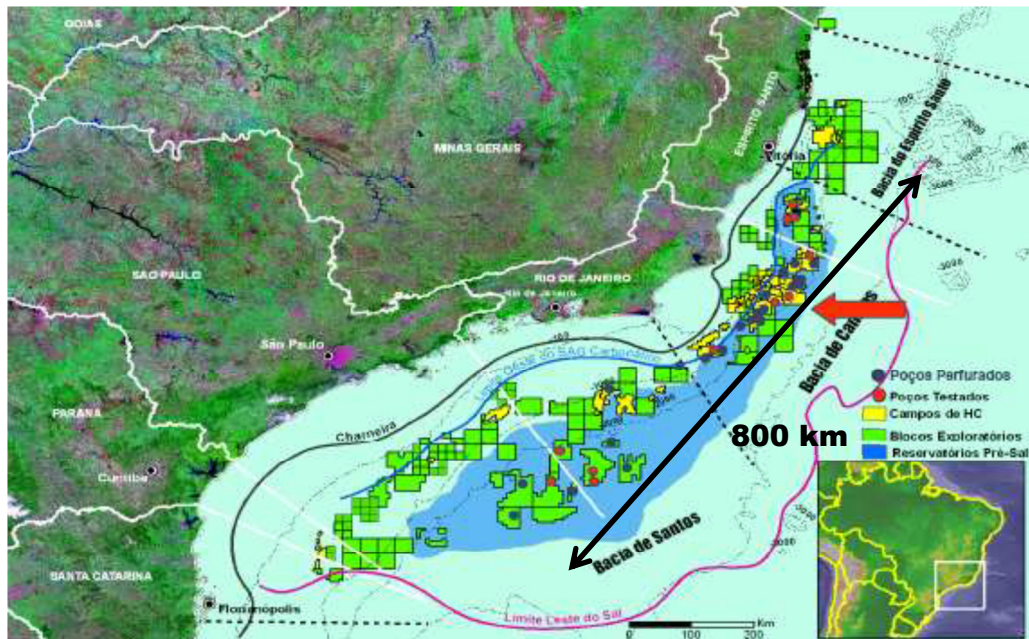 GOIAS
MINAS GERAIS
ESPIRITO SANTO
Vitória
Bacia do Espírito Santo
SAO PAULO
RIO DE JANEIRO
Rio de Janeiro
São Paulo
Bacia de Campos
PARANA
Charneira
Curitiba
800 km
Poços Perfurados
Poços Testados
Campos de HC
Blocos Exploratórios
Reservatórios Pré-Sal
Bacia de Santos
SANTA CATARINA
Florianópolis
Limite Leste do Sal
Km
0 100 200